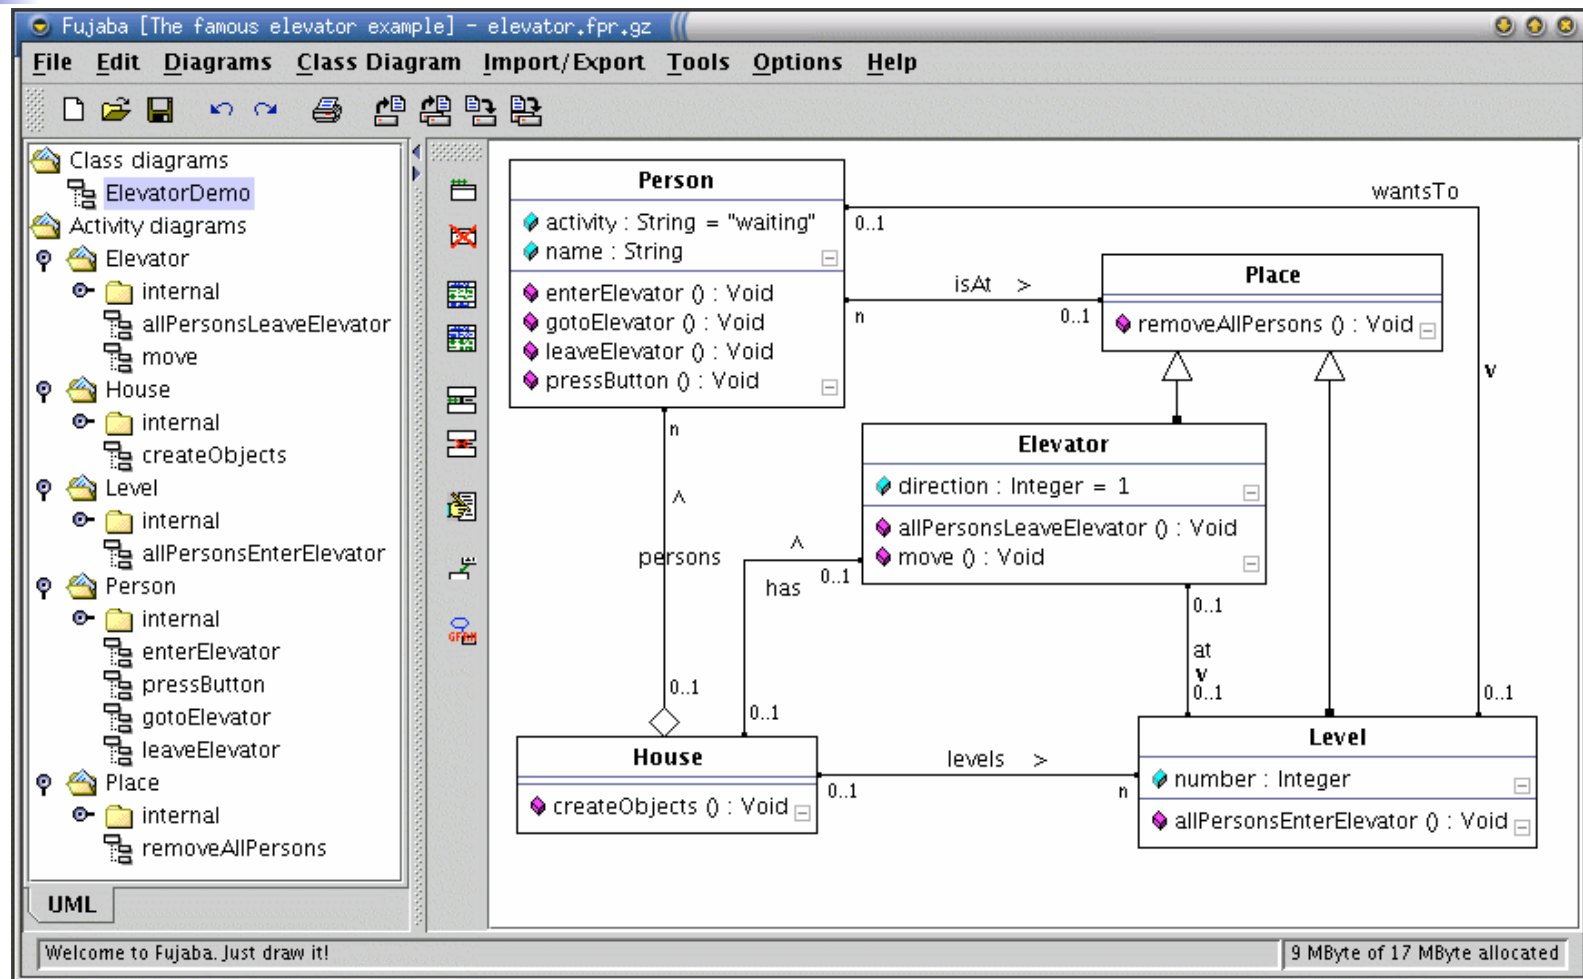 Fujaba [The famous elevator example] - elevator.fpr.gz
File Edit Diagrams Class Diagram Import/Export Tools Options Help
Class diagrams
ElevatorDemo
Activity diagrams
Elevator
internal
allPersonsLeaveElevator
move
House
internal
createObjects
Level
internal
allPersonsEnterElevator
Person
internal
enterElevator
pressButton
gotoElevator
leaveElevator
Place
internal
removeAllPersons
UML
Person
activity : String = "waiting"
name : String
enterElevator () : Void
gotoElevator () : Void
leaveElevator () : Void
pressButton () : Void
wantsTo
0..1
v
0..1
isAt >
n
0..1
Place
removeAllPersons () : Void
Elevator
direction : Integer = 1
allPersonsLeaveElevator () : Void
move () : Void
n
^
persons
0..1
^
0..1
has
0..1
0..1
at
v
0..1
House
createObjects () : Void
levels >
0..1
n
Level
number : Integer
allPersonsEnterElevator () : Void
Welcome to Fujaba. Just draw it!
9 MByte of 17 MByte allocated